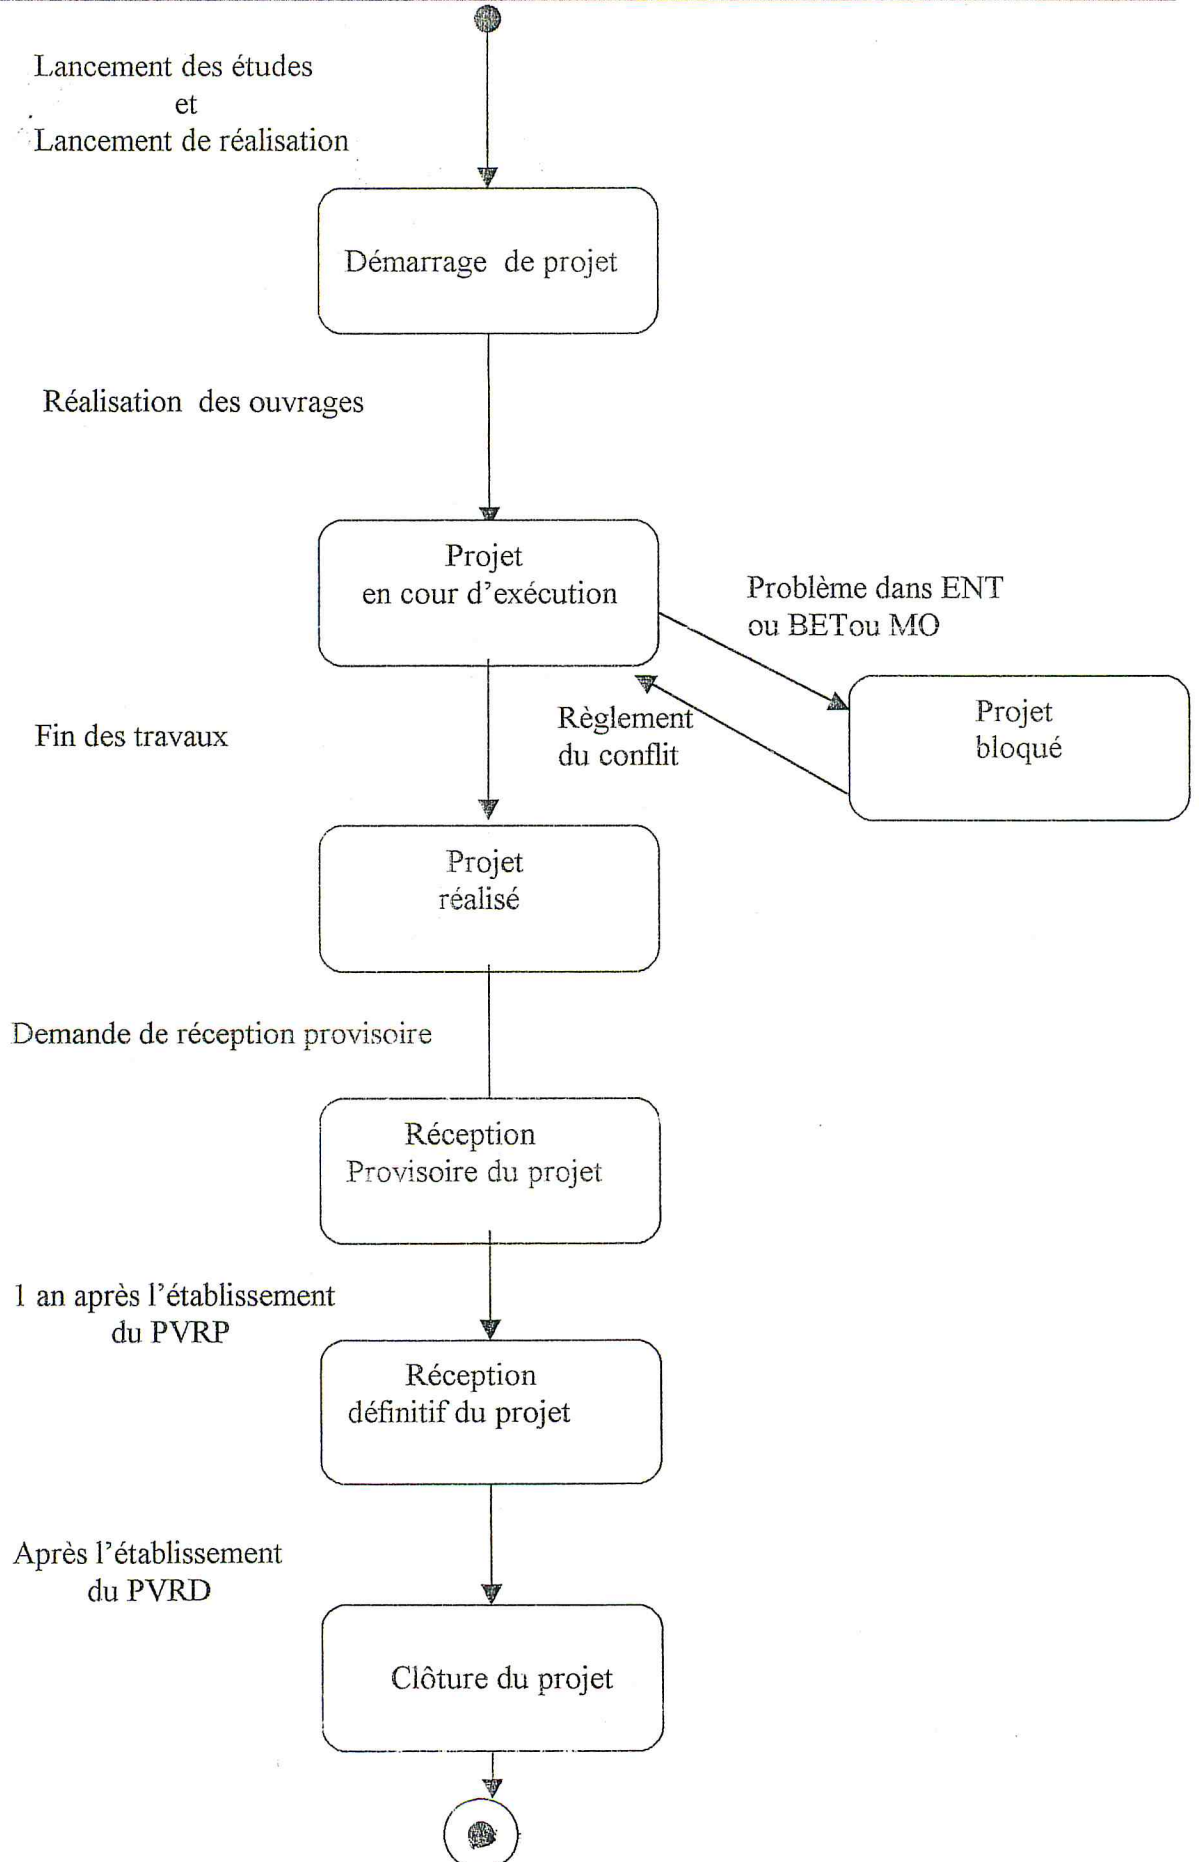 Lancement des études
et
Lancement de réalisation
Démarrage de projet
Réalisation des ouvrages
Projet
en cour d'exécution
Problème dans ENT
ou BETou MO
Projet
bloqué
Règlement
du conflit
Fin des travaux
Projet
réalisé
Demande de réception provisoire
Réception
Provisoire du projet
1 an après l'établissement
du PVRP
Réception
définitif du projet
Après l'établissement
du PVRD
Clôture du projet